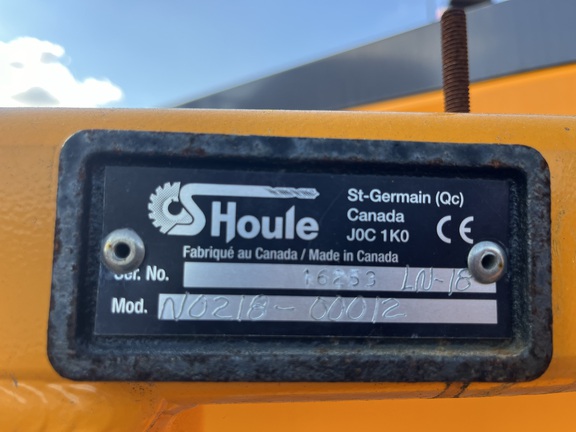 CS Houle
St-Germain (Qc)
Canada
J0C 1K0
CE
Fabriqué au Canada / Made in Canada
Ser. No. 16253 LN-18
Mod. N0218-00012